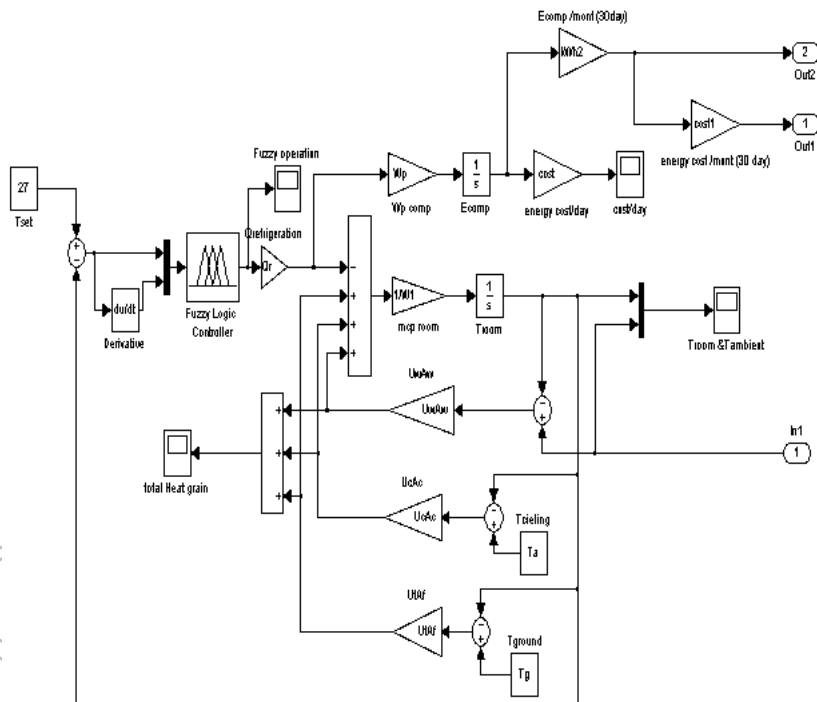 Ecomp /mont (30day)
2
Out2
cost1
1
Out1
energy cost /mont (30 day)
Fuzzy operation
27
Tset
Wp
Wp comp
1
s
Ecomp
cost
energy cost/day
cost/day
Qrefrigeration
Qr
Fuzzy Logic
Controller
du/dt
Derivative
mcp room
1
s
Troom
Troom &Tambient
UwAw
UwAw
In1
1
total Heat grain
UcAc
UcAc
Tcieling
Ta
UfAf
UfAf
Tground
Tg